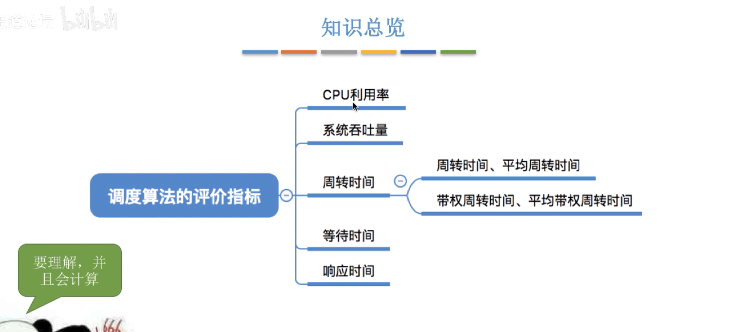 知识总览
CPU利用率
系统吞吐量
调度算法的评价指标
周转时间
周转时间、平均周转时间
带权周转时间、平均带权周转时间
等待时间
响应时间
要理解，并
且会计算
666